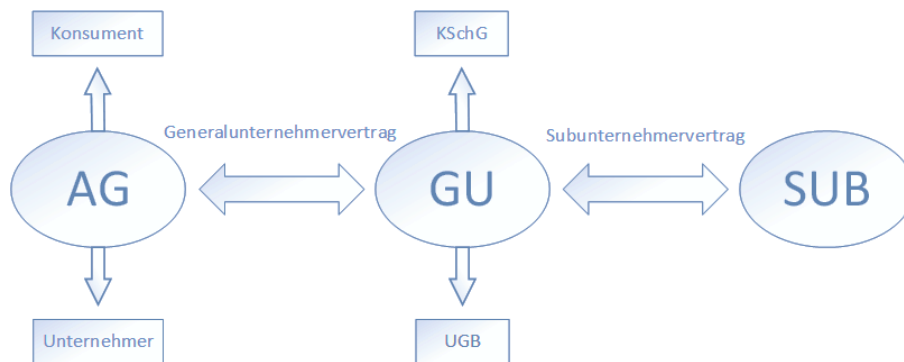 Konsument
KSchG
Generalunternehmervertrag
Subunternehmervertrag
AG
GU
SUB
Unternehmer
UGB